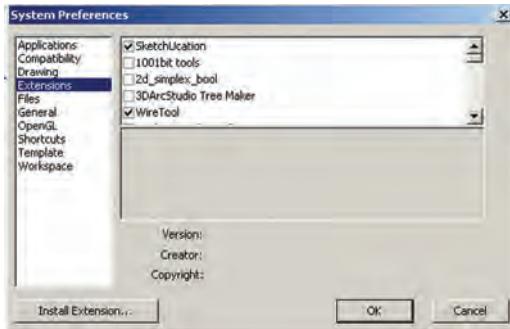 System Preferences
Applications
Compatibility
Drawing
Extensions
Files
General
OpenGL
Shortcuts
Template
Workspace
SketchUcation
1001bit tools
2d_simplex_bool
3DArcStudio Tree Maker
WireTool
Version:
Creator:
Copyright:
Install Extension...
OK
Cancel